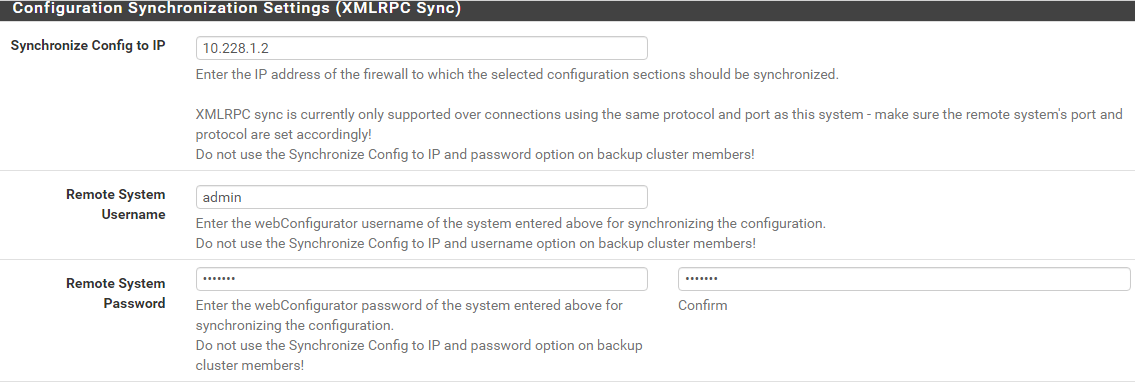 Configuration Synchronization Settings (XMLRPC Sync)
Synchronize Config to IP
10.228.1.2
Enter the IP address of the firewall to which the selected configuration sections should be synchronized.
XMLRPC sync is currently only supported over connections using the same protocol and port as this system - make sure the remote system's port and
protocol are set accordingly!
Do not use the Synchronize Config to IP and password option on backup cluster members!
Remote System
Username
admin
Enter the webConfigurator username of the system entered above for synchronizing the configuration.
Do not use the Synchronize Config to IP and username option on backup cluster members!
Remote System
Password
•••••••
•••••••
Enter the webConfigurator password of the system entered above for
synchronizing the configuration.
Do not use the Synchronize Config to IP and password option on backup
cluster members!
Confirm